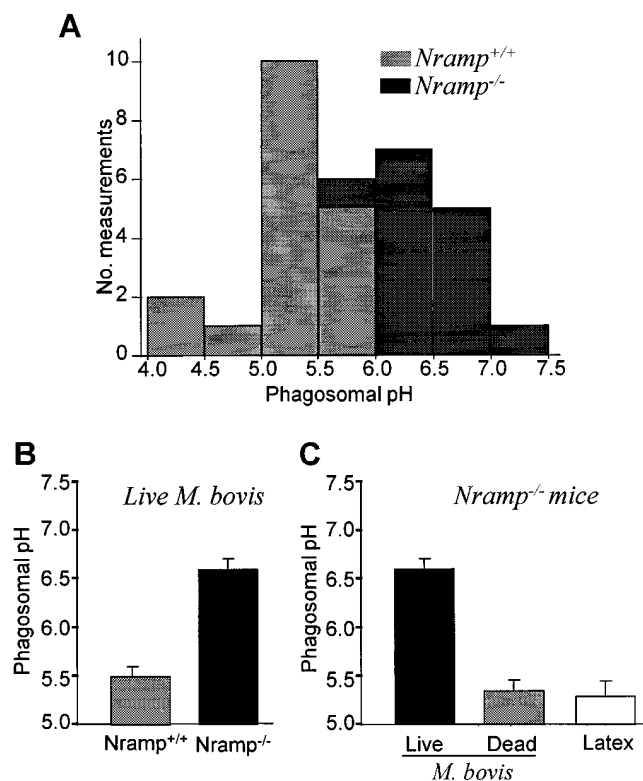 A
10
8
6
4
2
0
No. measurements
Nramp+/+
Nramp-/-
4.0 4.5 5.0 5.5 6.0 6.5 7.0 7.5
Phagosomal pH
B
7.5
7.0
6.5
6.0
5.5
5.0
Phagosomal pH
Live M. bovis
Nramp+/+ Nramp-/-
C
7.5
7.0
6.5
6.0
5.5
5.0
Phagosomal pH
Nramp-/- mice
Live Dead Latex
M. bovis